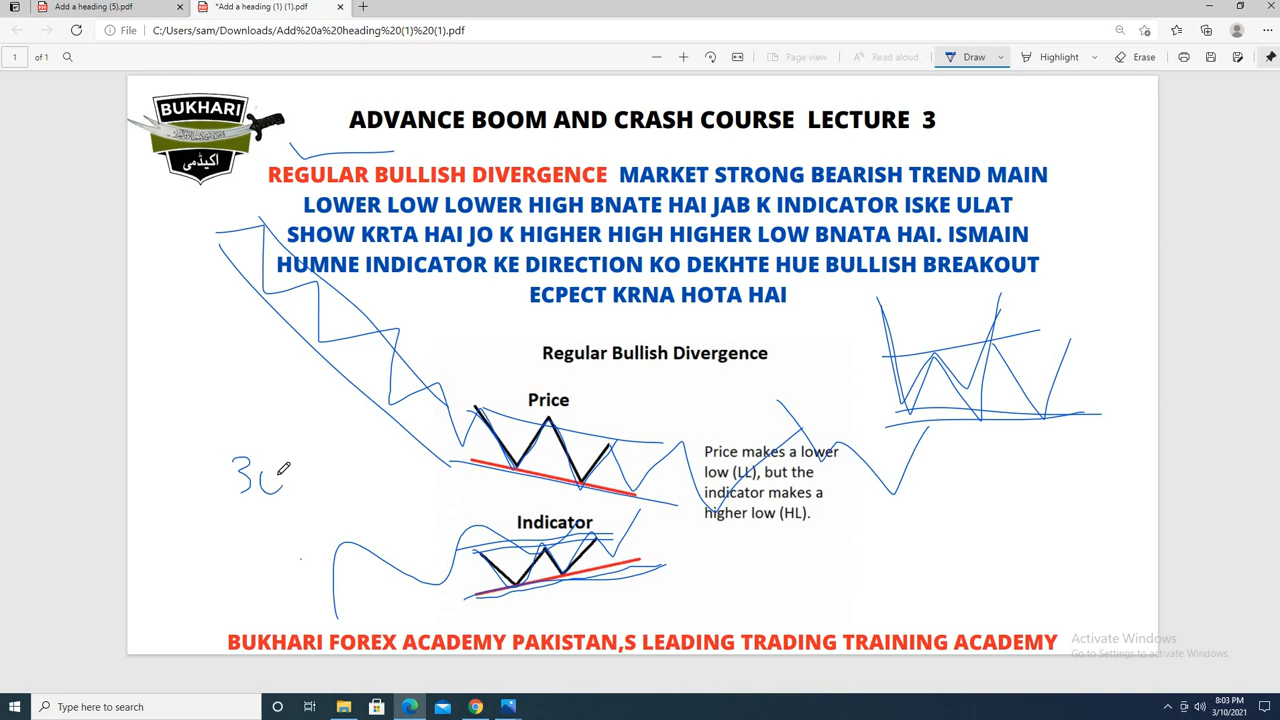 Add a heading (5).pdf
*Add a heading (1) (1).pdf
File
C:/Users/sam/Downloads/Add%20a%20heading%20(1)%20(1).pdf
1 of 1
Page view
Read aloud
Draw
Highlight
Erase
BUKHARI
اکیڈمی
ADVANCE BOOM AND CRASH COURSE LECTURE 3
REGULAR BULLISH DIVERGENCE MARKET STRONG BEARISH TREND MAIN
LOWER LOW LOWER HIGH BNATE HAI JAB K INDICATOR ISKE ULAT
SHOW KRTA HAI JO K HIGHER HIGH HIGHER LOW BNATA HAI. ISMAIN
HUMNE INDICATOR KE DIRECTION KO DEKHTE HUE BULLISH BREAKOUT
ECPECT KRNA HOTA HAI
Regular Bullish Divergence
Price
Price makes a lower
low (LL), but the
indicator makes a
higher low (HL).
30
Indicator
BUKHARI FOREX ACADEMY PAKISTAN,S LEADING TRADING TRAINING ACADEMY
Activate Windows
Go to Settings to activate Windows.
Type here to search
8:03 PM
3/10/2021